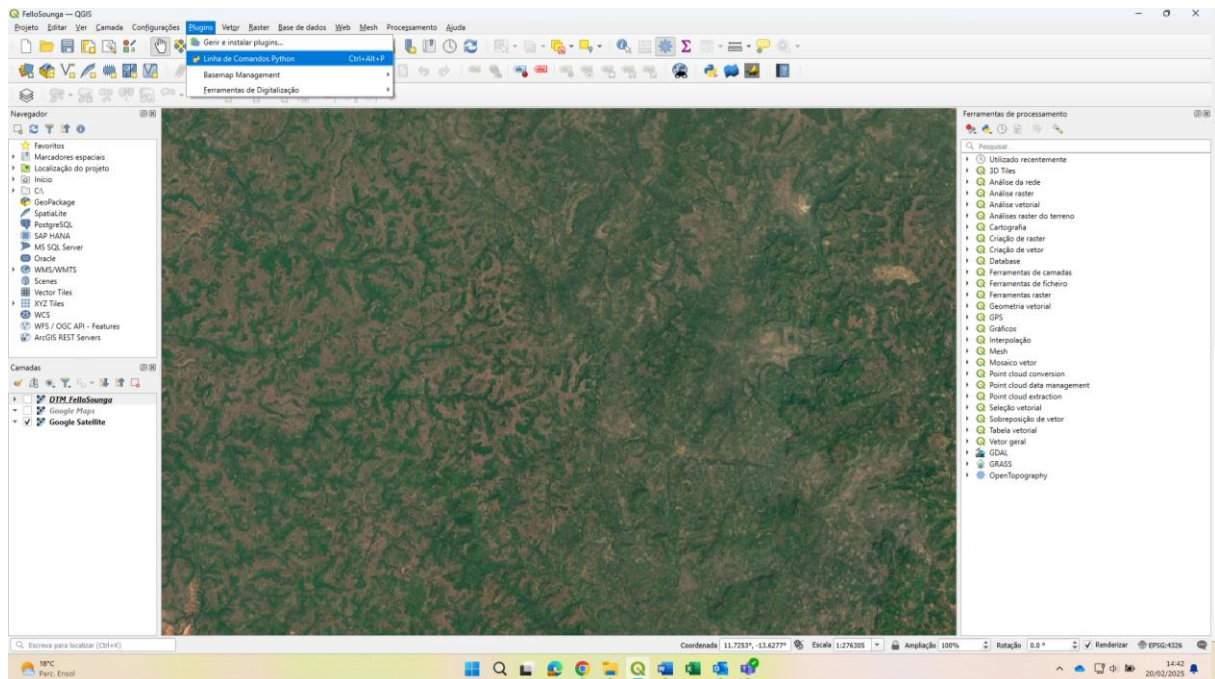 FelloSounga — QGIS
Projeto Editar Ver Camada Configurações Plugins Vetor Raster Base de dados Web Mesh Processamento Ajuda
Gerir e instalar plugins...
Linha de Comandos Python Ctrl+Alt+P
Basemap Management
Ferramentas de Digitalização
Navegador
Favoritos
Marcadores espaciais
Localização do projeto
Início
C:\
GeoPackage
SpatiaLite
PostgreSQL
SAP HANA
MS SQL Server
Oracle
WMS/WMTS
Scenes
Vector Tiles
XYZ Tiles
WCS
WFS / OGC API - Features
ArcGIS REST Servers
Camadas
DTM_FelloSounga
Google Maps
Google Satellite
Ferramentas de processamento
Pesquisar...
Utilizado recentemente
3D Tiles
Análise da rede
Análise raster
Análise vetorial
Análises raster do terreno
Cartografia
Criação de raster
Criação de vetor
Database
Ferramentas de camadas
Ferramentas de ficheiro
Ferramentas raster
Geometria vetorial
GPS
Gráficos
Interpolação
Mesh
Mosaico vetor
Point cloud conversion
Point cloud data management
Point cloud extraction
Seleção vetorial
Sobreposição de vetor
Tabela vetorial
Vetor geral
GDAL
GRASS
OpenTopography
Escreva para localizar (Ctrl+K) Coordenada 11.7253°,-13.6277° Escala 1:276305 Ampliação 100% Rotação 0.0 ° Renderizar EPSG:4326
18°C
Parc. Ensol
14:42
20/02/2025